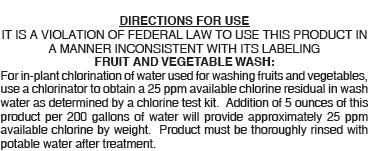 DIRECTIONS FOR USE
IT IS A VIOLATION OF FEDERAL LAW TO USE THIS PRODUCT IN
A MANNER INCONSISTENT WITH ITS LABELING
FRUIT AND VEGETABLE WASH:
For in-plant chlorination of water used for washing fruits and vegetables,
use a chlorinator to obtain a 25 ppm available chlorine residual in wash
water as determined by a chlorine test kit.  Addition of 5 ounces of this
product per 200 gallons of water will provide approximately 25 ppm
available chlorine by weight.  Product must be thoroughly rinsed with
potable water after treatment.